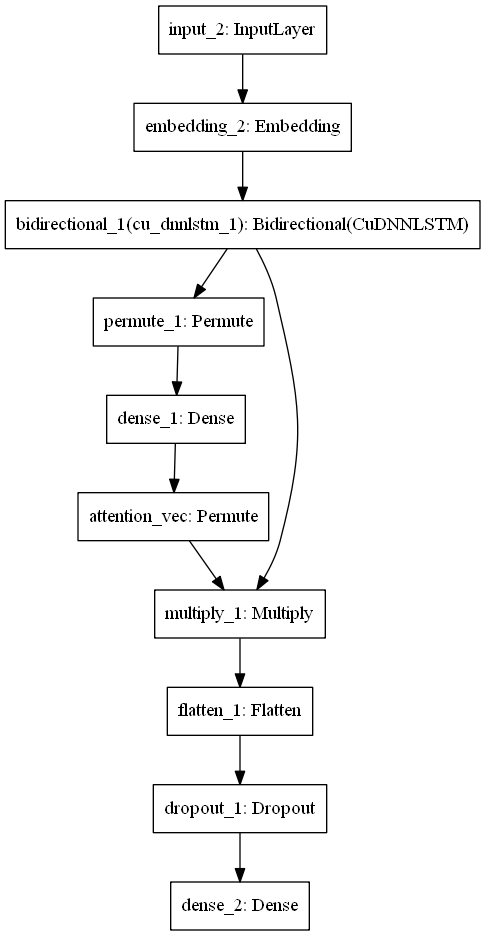 input_2: InputLayer
embedding_2: Embedding
bidirectional_1(cu_dnnlstm_1): Bidirectional(CuDNNLSTM)
permute_1: Permute
dense_1: Dense
attention_vec: Permute
multiply_1: Multiply
flatten_1: Flatten
dropout_1: Dropout
dense_2: Dense